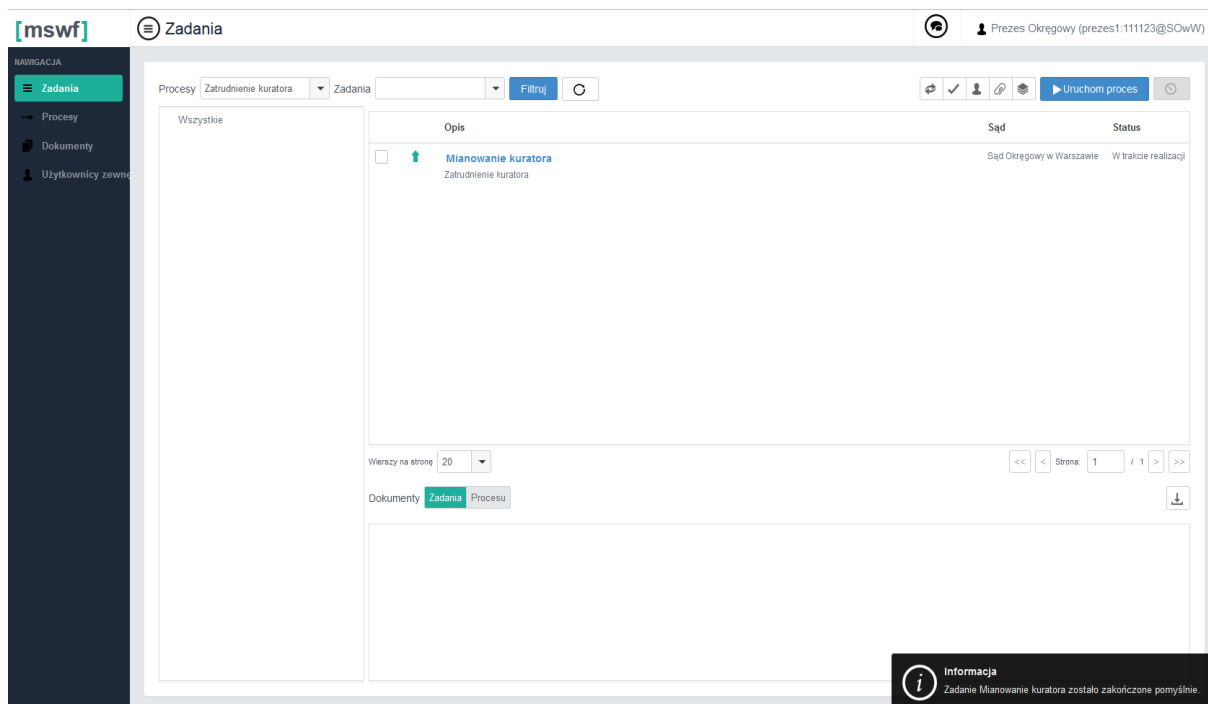 [mswf]
Zadania
Prezes Okręgowy (prezes1:111123@SOwW)
NAWIGACJA
Zadania
Procesy
Dokumenty
Użytkownicy zewnę
Procesy Zatrudnienie kuratora Zadania Filtruj
Uruchom proces
Wszystkie
Opis Sąd Status
Mianowanie kuratora Sąd Okręgowy w Warszawie W trakcie realizacji
Zatrudnienie kuratora
Wierszy na stronę 20 << < Strona: 1 / 1 > >>
Dokumenty Zadania Procesu
Informacja
Zadanie Mianowanie kuratora zostało zakończone pomyślnie.